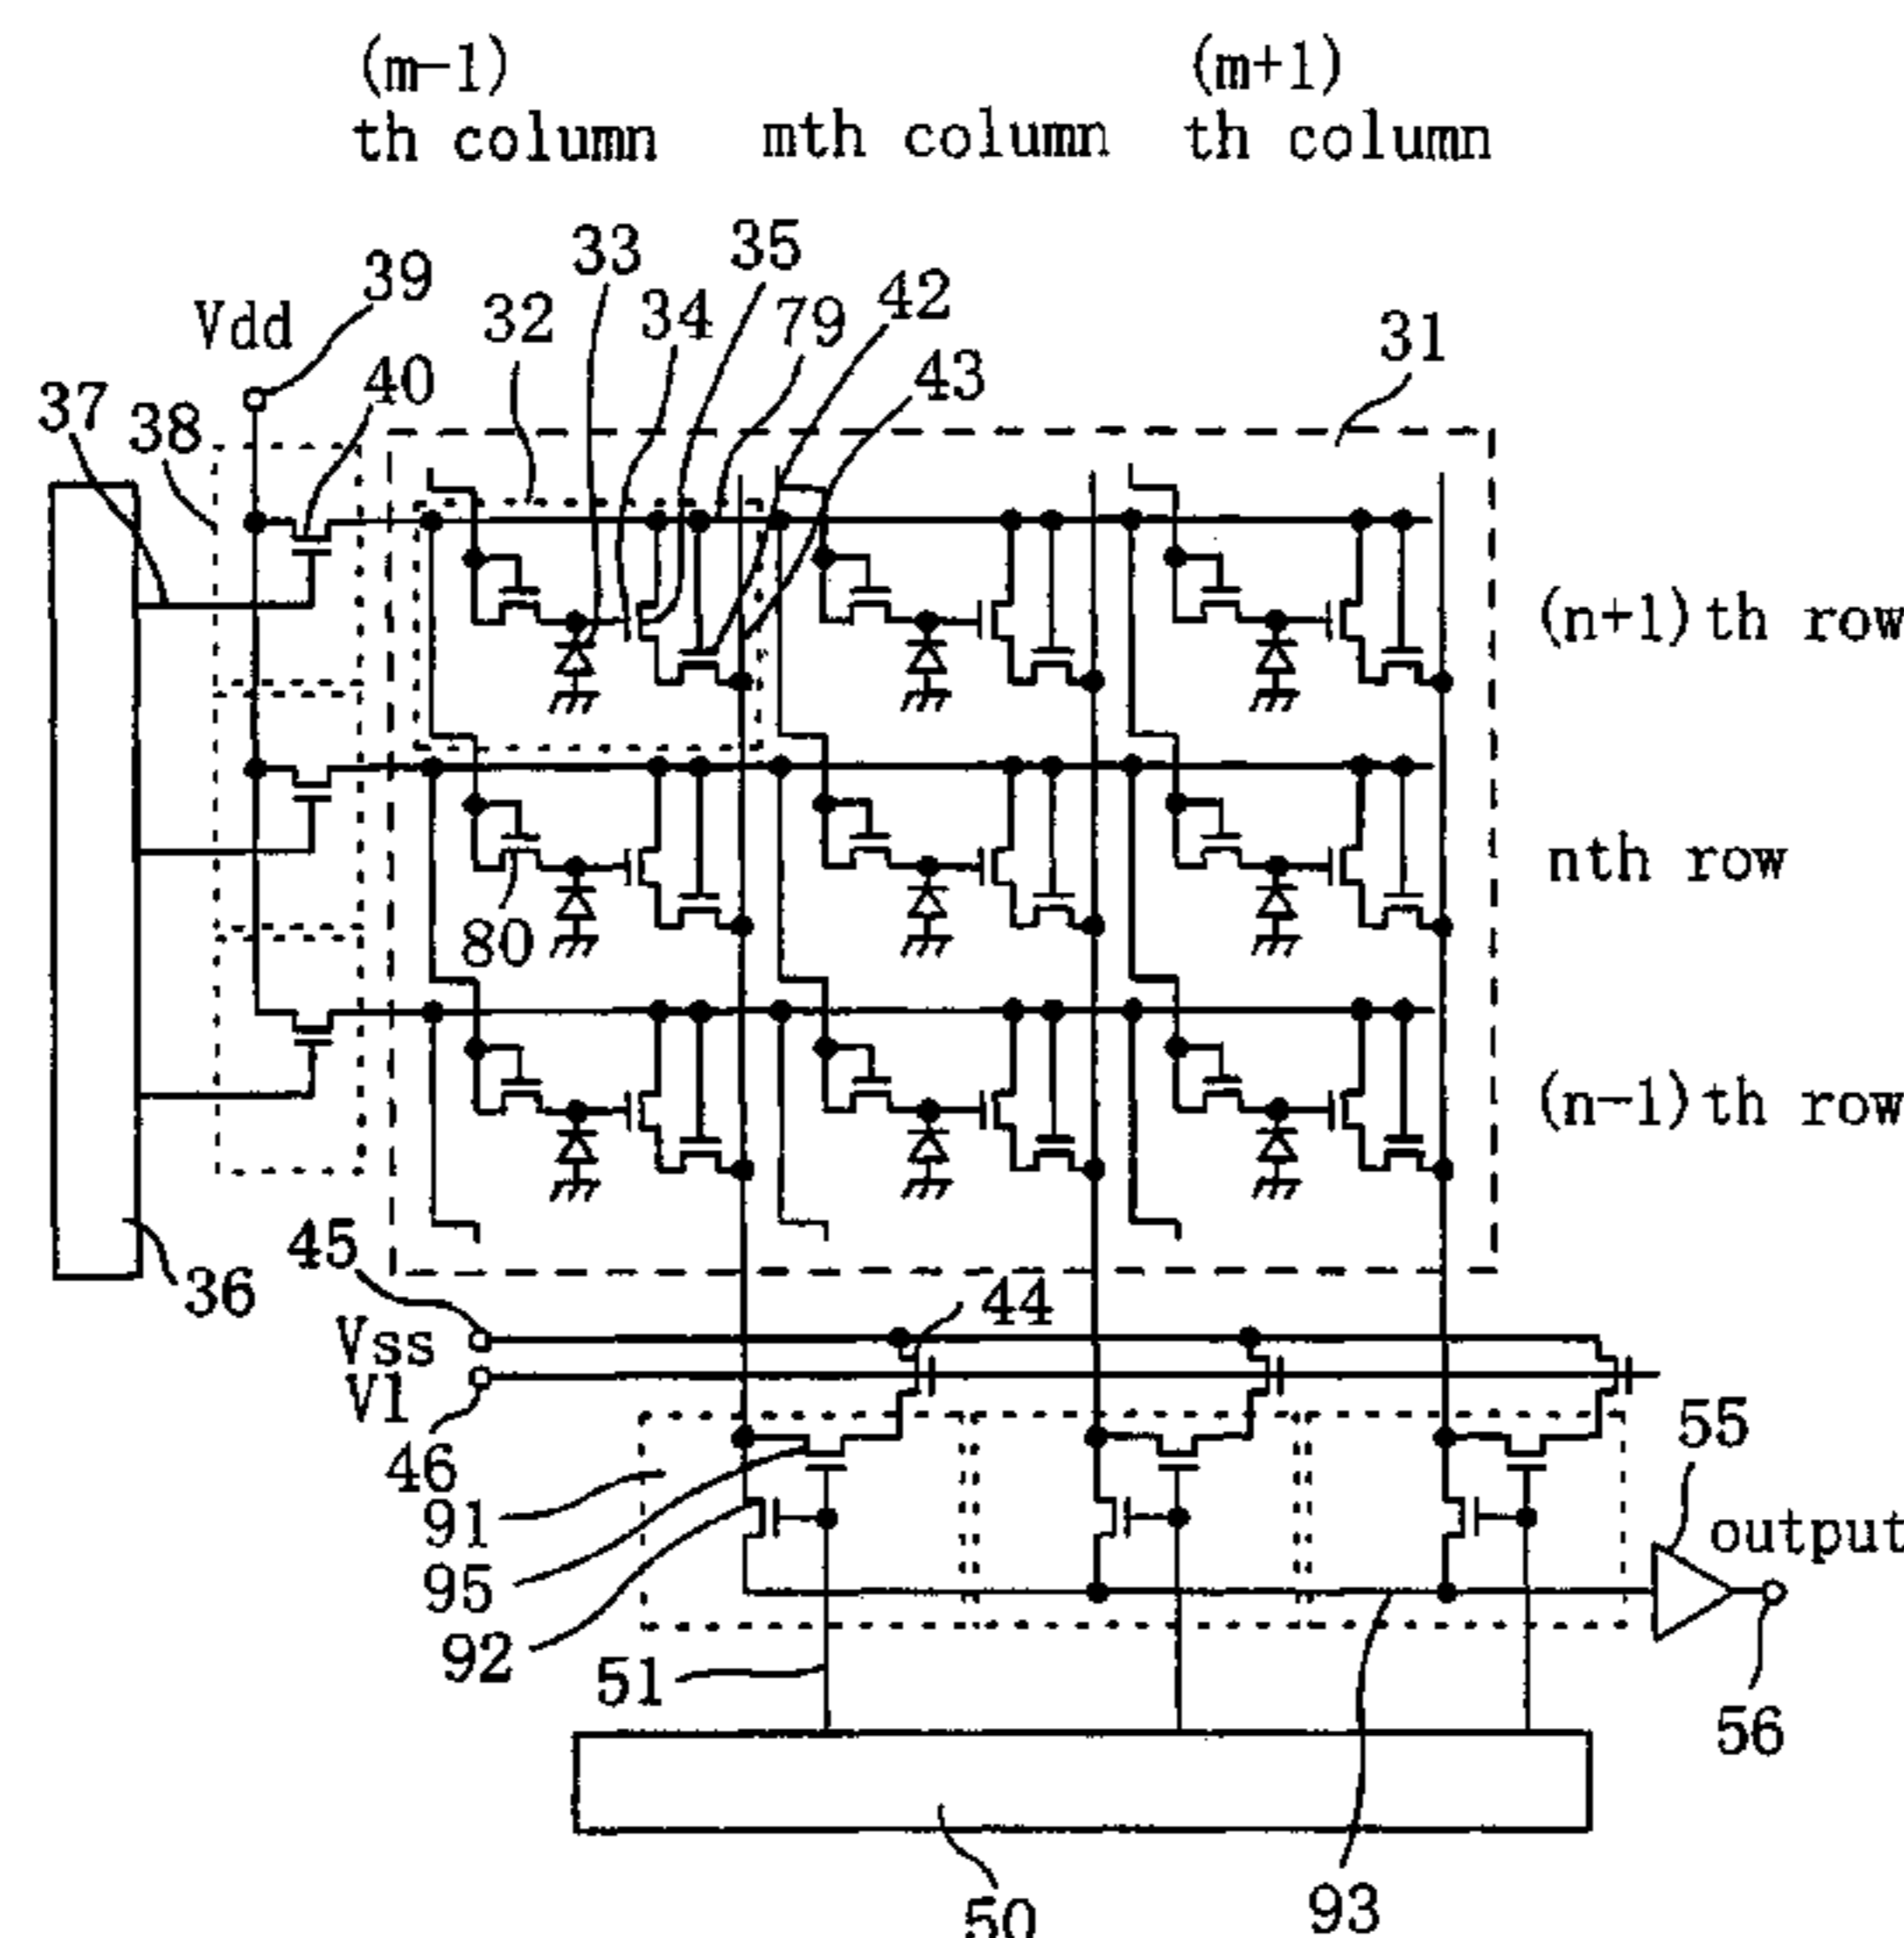 (m-1)
th column
mth column
(m+1)
th column
39
33
35
Vdd
32
34
79
42
31
37
38
40
43
(n+1)th row
80
nth row
(n-1)th row
36
45
44
Vss
Vl
46
91
95
92
51
55
output
56
50
93